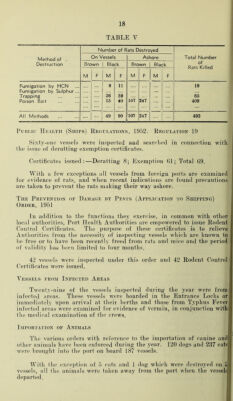 18
TABLE V
Number of Rats Destroyed
Method of Destruction | On Vessels | Ashore | Total Number of Rats Killed
Brown | Black | Brown | Black
M F M F M F M F
Fumigation by HCN ... ... 8 11 ... ... ... ... 19
Fumigation by Sulphur ...
Trapping ... ... 26 39 ... ... ... ... 65
Poison Bait ... ... 15 40 107 247 ... ... 409
All Methods ... ... 49 90 107 247 ... ... 493
Public Health (Ships) Regulations, 1952. Regulation 19
Sixty-one vessels were inspected and searched in connection with
the issue of deratting exemption certificates.
Certificates issued:—Deratting 8; Exemption 61; Total 69.
With a few exceptions all vessels from foreign ports are examined
for evidence of rats, and when recent indications are found precautions
are taken to prevent the rats making their way ashore.
The Prevention of Damage by Pests (Application to Shipping)
Order, 1951
In addition to the functions they exercise, in common with other
local authorities, Port Health Authorities are empowered to issue Rodent
Control Certificates. The purpose of these certificates is to relieve
Authorities from the necessity of inspecting vessels which are known to
be free or to have been recently freed from rats and mice and the period
of validity has been limited to four months.
42 vessels were inspected under this order and 42 Rodent Control
Certificates were issued.
Vessels from Infected Areas
Twenty-nine of the vessels inspected during the year were from
infected areas. These vessels were boarded in the Entrance Locks or
immediately upon arrival at their berths and those from Typhus Fever
infected areas were examined for evidence of vermin, in conjunction with
the medical examination of the crews.
Importation of Animals
The various orders with reference to the importation of canine and
other animals have been enforced during the year. 120 dogs and 237 cats
were brought into the port on board 187 vessels.
With the exception of 5 cats and 1 dog which were destroyed on
vessels, all the animals were taken away from the port when the vessels
departed.